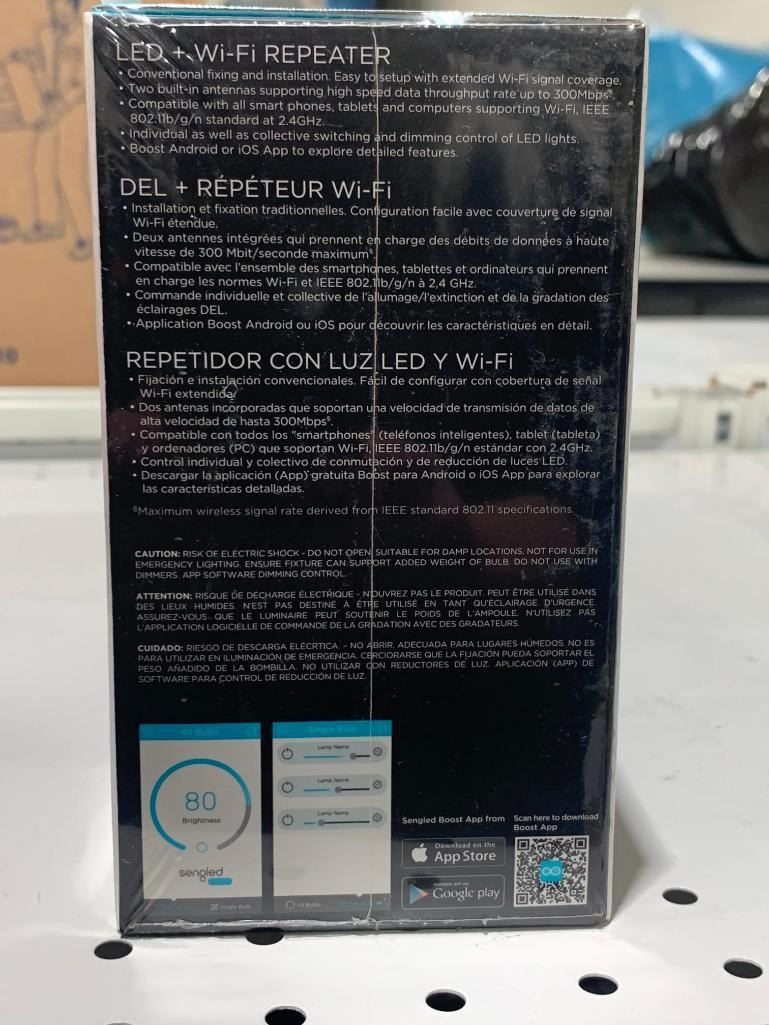 LED + Wi-Fi REPEATER
• Conventional fixing and installation. Easy to setup with extended Wi-Fi signal coverage.
• Two built-in antennas supporting high speed data throughput rate up to 300Mbps§.
• Compatible with all smart phones, tablets and computers supporting Wi-Fi, IEEE
802.11b/g/n standard at 2.4GHz.
• Individual as well as collective switching and dimming control of LED lights.
• Boost Android or iOS App to explore detailed features.
DEL + RÉPÉTEUR Wi-Fi
• Installation et fixation traditionnelles. Configuration facile avec couverture de signal
Wi-Fi étendue.
• Deux antennes intégrées qui prennent en charge des débits de données à haute
vitesse de 300 Mbit/seconde maximum§.
• Compatible avec l'ensemble des smartphones, tablettes et ordinateurs qui prennent
en charge les normes Wi-Fi et IEEE 802.11b/g/n à 2,4 GHz.
• Commande individuelle et collective de l'allumage/l'extinction et de la gradation des
éclairages DEL.
• Application Boost Android ou iOS pour découvrir les caractéristiques en détail.
REPETIDOR CON LUZ LED Y Wi-Fi
• Fijación e instalación convencionales. Fácil de configurar con cobertura de señal
Wi-Fi extendida.
• Dos antenas incorporadas que soportan una velocidad de transmisión de datos de
alta velocidad de hasta 300Mbps§.
• Compatible con todos los "smartphones" (teléfonos inteligentes), tablet (tableta)
y ordenadores (PC) que soportan Wi-Fi, IEEE 802.11b/g/n estándar con 2.4GHz.
• Control individual y colectivo de conmutación y de reducción de luces LED.
• Descargar la aplicación (App) gratuita Boost para Android o iOS App para explorar
las características detalladas.
§Maximum wireless signal rate derived from IEEE standard 802.11 specifications.
CAUTION: RISK OF ELECTRIC SHOCK - DO NOT OPEN. SUITABLE FOR DAMP LOCATIONS. NOT FOR USE IN
EMERGENCY LIGHTING. ENSURE FIXTURE CAN SUPPORT ADDED WEIGHT OF BULB. DO NOT USE WITH
DIMMERS. APP SOFTWARE DIMMING CONTROL.
ATTENTION: RISQUE DE DÉCHARGE ÉLECTRIQUE - N'OUVREZ PAS LE PRODUIT. PEUT ÊTRE UTILISÉ DANS
DES LIEUX HUMIDES. N'EST PAS DESTINÉ À ÊTRE UTILISÉ EN TANT QU'ÉCLAIRAGE D'URGENCE.
ASSUREZ-VOUS QUE LE LUMINAIRE PEUT SOUTENIR LE POIDS DE L'AMPOULE. N'UTILISEZ PAS
L'APPLICATION LOGICIELLE DE COMMANDE DE LA GRADATION AVEC DES GRADATEURS.
CUIDADO: RIESGO DE DESCARGA ELÉCRTICA. – NO ABRIR. ADECUADA PARA LUGARES HÚMEDOS. NO ES
PARA UTILIZAR EN ILUMINACIÓN DE EMERGENCIA. CERCIORARSE QUE LA FIJACIÓN PUEDA SOPORTAR EL
PESO AÑADIDO DE LA BOMBILLA. NO UTILIZAR CON REDUCTORES DE LUZ. APLICACIÓN (APP) DE
SOFTWARE PARA CONTROL DE REDUCCIÓN DE LUZ.
All Bulbs
80
Brightness
sengled
Single Bulb
Single Bulb
Lamp Name
Lamp Name
Lamp Name
All Bulbs
Sengled Boost App from
Download on the
App Store
Google play
Scan here to download
Boost App